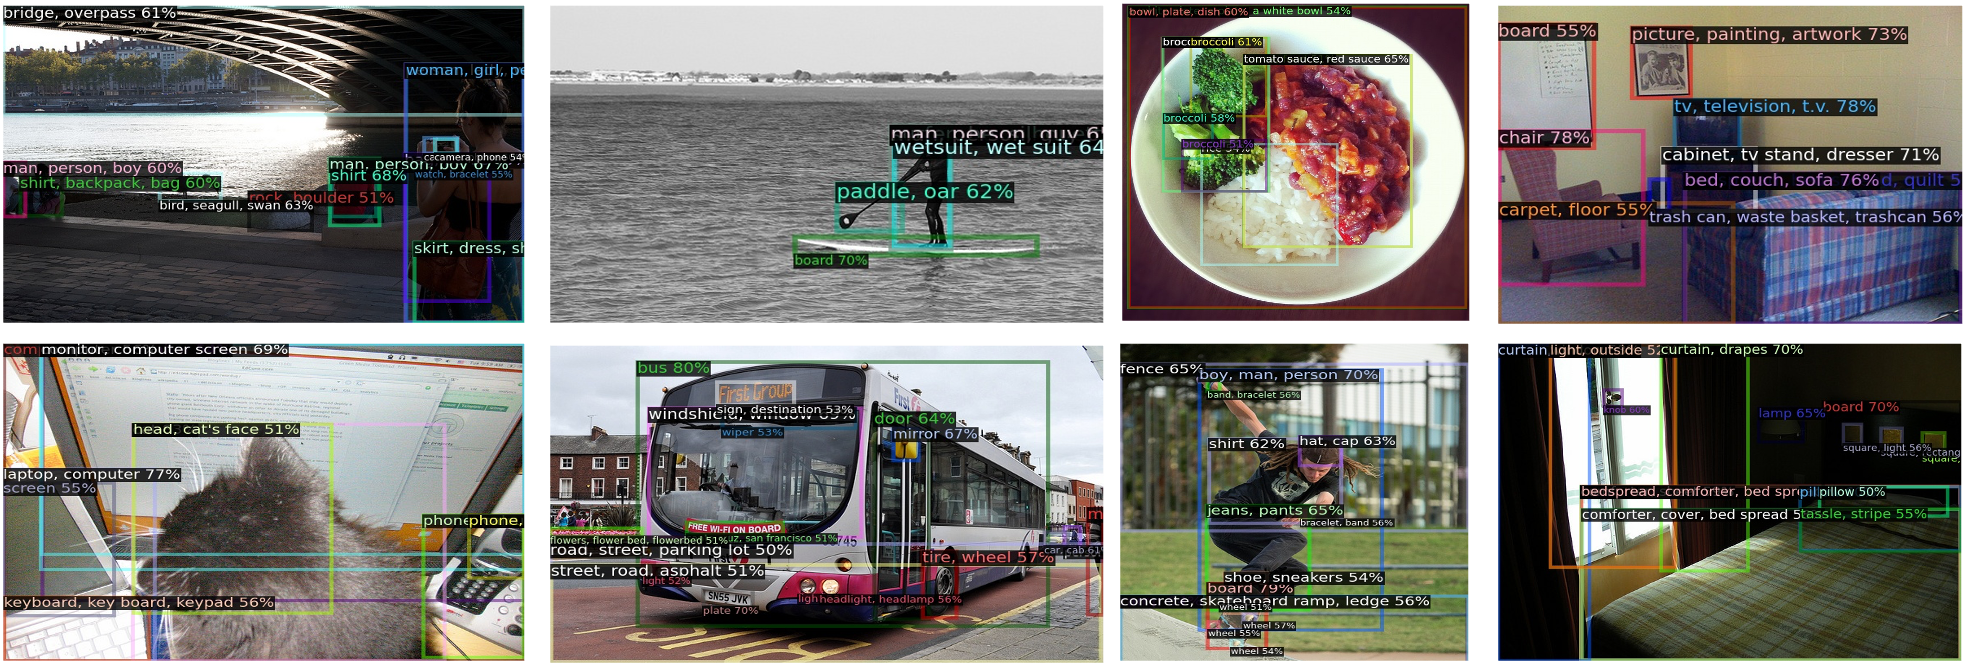 bridge, overpass 61%
woman, girl, pe
man, person, boy 60%
shirt, backpack, bag 60%
man, person, boy 67%
shirt 68%
cacamera, phone 54%
watch, bracelet 55%
rock, boulder 51%
bird, seagull, swan 63%
skirt, dress, sh
man, person, guy 6
wetsuit, wet suit 64
paddle, oar 62%
board 70%
bowl, plate, dish 60%
a white bowl 54%
brocbroccoli 61%
tomato sauce, red sauce 65%
broccoli 58%
broccoli 51%
board 55%
picture, painting, artwork 73%
tv, television, t.v. 78%
chair 78%
cabinet, tv stand, dresser 71%
bed, couch, sofa 76%
d, quilt 5
carpet, floor 55%
trash can, waste basket, trashcan 56%
com
monitor, computer screen 69%
head, cat's face 51%
laptop, computer 77%
screen 55%
phonephone,
keyboard, key board, keypad 56%
bus 80%
First Group
windshield, window 65%
sign, destination 53%
wiper 53%
door 64%
mirror 67%
FREE WI-FI ON BOARD
flowers, flower bed, flowerbed 51%
uz, san francisco 51%
745
road, street, parking lot 50%
car, cab 61%
m
tire, wheel 57%
street, road, asphalt 51%
light 52%
SN55 JVK
lighheadlight, headlamp 56%
plate 70%
fence 65%
boy, man, person 70%
band, bracelet 56%
shirt 62%
hat, cap 63%
jeans, pants 65%
bracelet, band 56%
shoe, sneakers 54%
board 79%
concrete, skateboard ramp, ledge 56%
wheel 51%
wheel 57%
wheel 55%
wheel 54%
curtain
light, outside 52
curtain, drapes 70%
knob 60%
lamp 65%
board 70%
square, light 56%
square, rectang
square,
bedspread, comforter, bed spre
pill
pillow 50%
comforter, cover, bed spread 5
tassle, stripe 55%